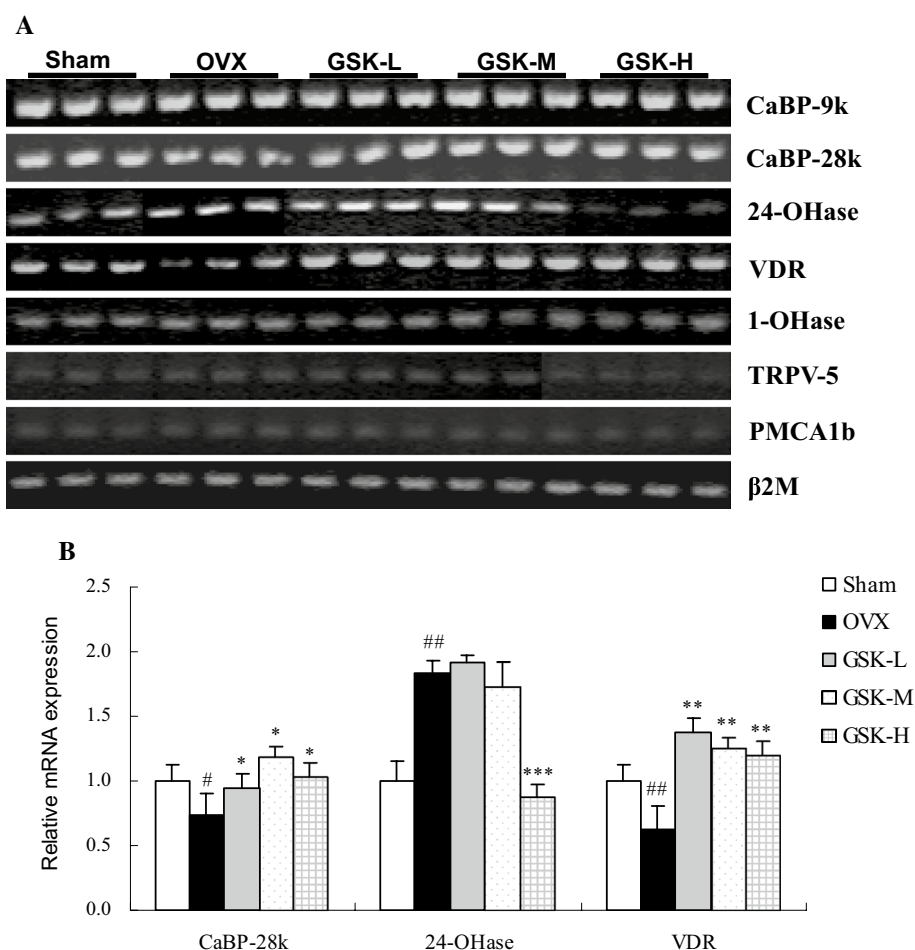 A
Sham OVX GSK-L GSK-M GSK-H
CaBP-9k
CaBP-28k
24-OHase
VDR
1-OHase
TRPV-5
PMCA1b
β2M
B
Relative mRNA expression
2.5
2.0
1.5
1.0
0.5
0.0
# * * *
## ***
## ** ** **
CaBP-28k 24-OHase VDR
Sham
OVX
GSK-L
GSK-M
GSK-H